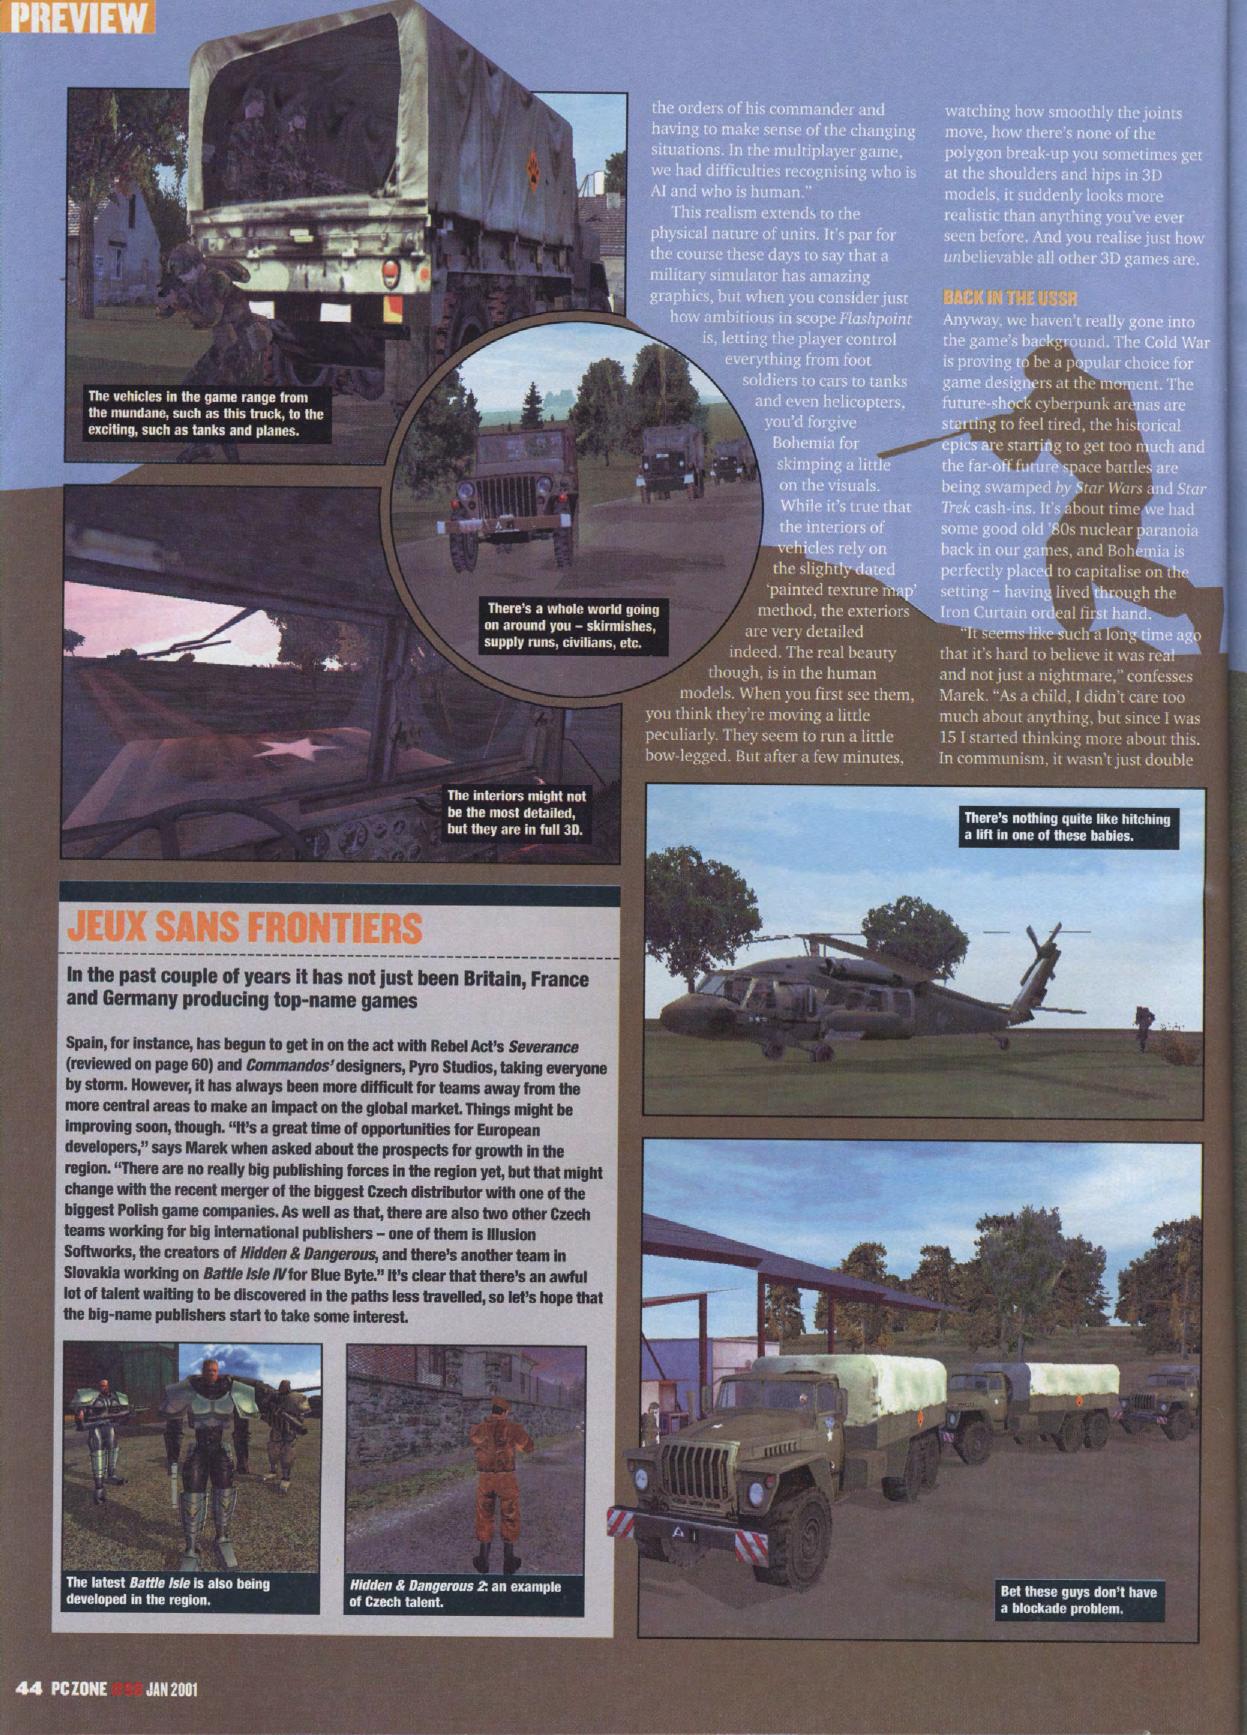 PREVIEW
The vehicles in the game range from
the mundane, such as this truck, to the
exciting, such as tanks and planes.
There's a whole world going
on around you – skirmishes,
supply runs, civilians, etc.
The interiors might not
be the most detailed,
but they are in full 3D.
the orders of his commander and
having to make sense of the changing
situations. In the multiplayer game,
we had difficulties recognising who is
AI and who is human."
This realism extends to the
physical nature of units. It's par for
the course these days to say that a
military simulator has amazing
graphics, but when you consider just
how ambitious in scope Flashpoint
is, letting the player control
everything from foot
soldiers to cars to tanks
and even helicopters,
you'd forgive
Bohemia for
skimping a little
on the visuals.
While it's true that
the interiors of
vehicles rely on
the slightly dated
'painted texture map'
method, the exteriors
are very detailed
indeed. The real beauty
though, is in the human
models. When you first see them,
you think they're moving a little
peculiarly. They seem to run a little
bow-legged. But after a few minutes,
watching how smoothly the joints
move, how there's none of the
polygon break-up you sometimes get
at the shoulders and hips in 3D
models, it suddenly looks more
realistic than anything you've ever
seen before. And you realise just how
unbelievable all other 3D games are.
BACK IN THE USSR
Anyway, we haven't really gone into
the game's background. The Cold War
is proving to be a popular choice for
game designers at the moment. The
future-shock cyberpunk arenas are
starting to feel tired, the historical
epics are starting to get too much and
the far-off future space battles are
being swamped by Star Wars and Star
Trek cash-ins. It's about time we had
some good old '80s nuclear paranoia
back in our games, and Bohemia is
perfectly placed to capitalise on the
setting – having lived through the
Iron Curtain ordeal first hand.
"It seems like such a long time ago
that it's hard to believe it was real
and not just a nightmare," confesses
Marek. "As a child, I didn't care too
much about anything, but since I was
15 I started thinking more about this.
In communism, it wasn't just double
JEUX SANS FRONTIERS
In the past couple of years it has not just been Britain, France
and Germany producing top-name games
Spain, for instance, has begun to get in on the act with Rebel Act's Severance
(reviewed on page 60) and Commandos' designers, Pyro Studios, taking everyone
by storm. However, it has always been more difficult for teams away from the
more central areas to make an impact on the global market. Things might be
improving soon, though. "It's a great time of opportunities for European
developers," says Marek when asked about the prospects for growth in the
region. "There are no really big publishing forces in the region yet, but that might
change with the recent merger of the biggest Czech distributor with one of the
biggest Polish game companies. As well as that, there are also two other Czech
teams working for big international publishers – one of them is Illusion
Softworks, the creators of Hidden & Dangerous, and there's another team in
Slovakia working on Battle Isle IV for Blue Byte." It's clear that there's an awful
lot of talent waiting to be discovered in the paths less travelled, so let's hope that
the big-name publishers start to take some interest.
The latest Battle Isle is also being
developed in the region.
Hidden & Dangerous 2: an example
of Czech talent.
There's nothing quite like hitching
a lift in one of these babies.
Bet these guys don't have
a blockade problem.
44 PCZONE #98 JAN 2001